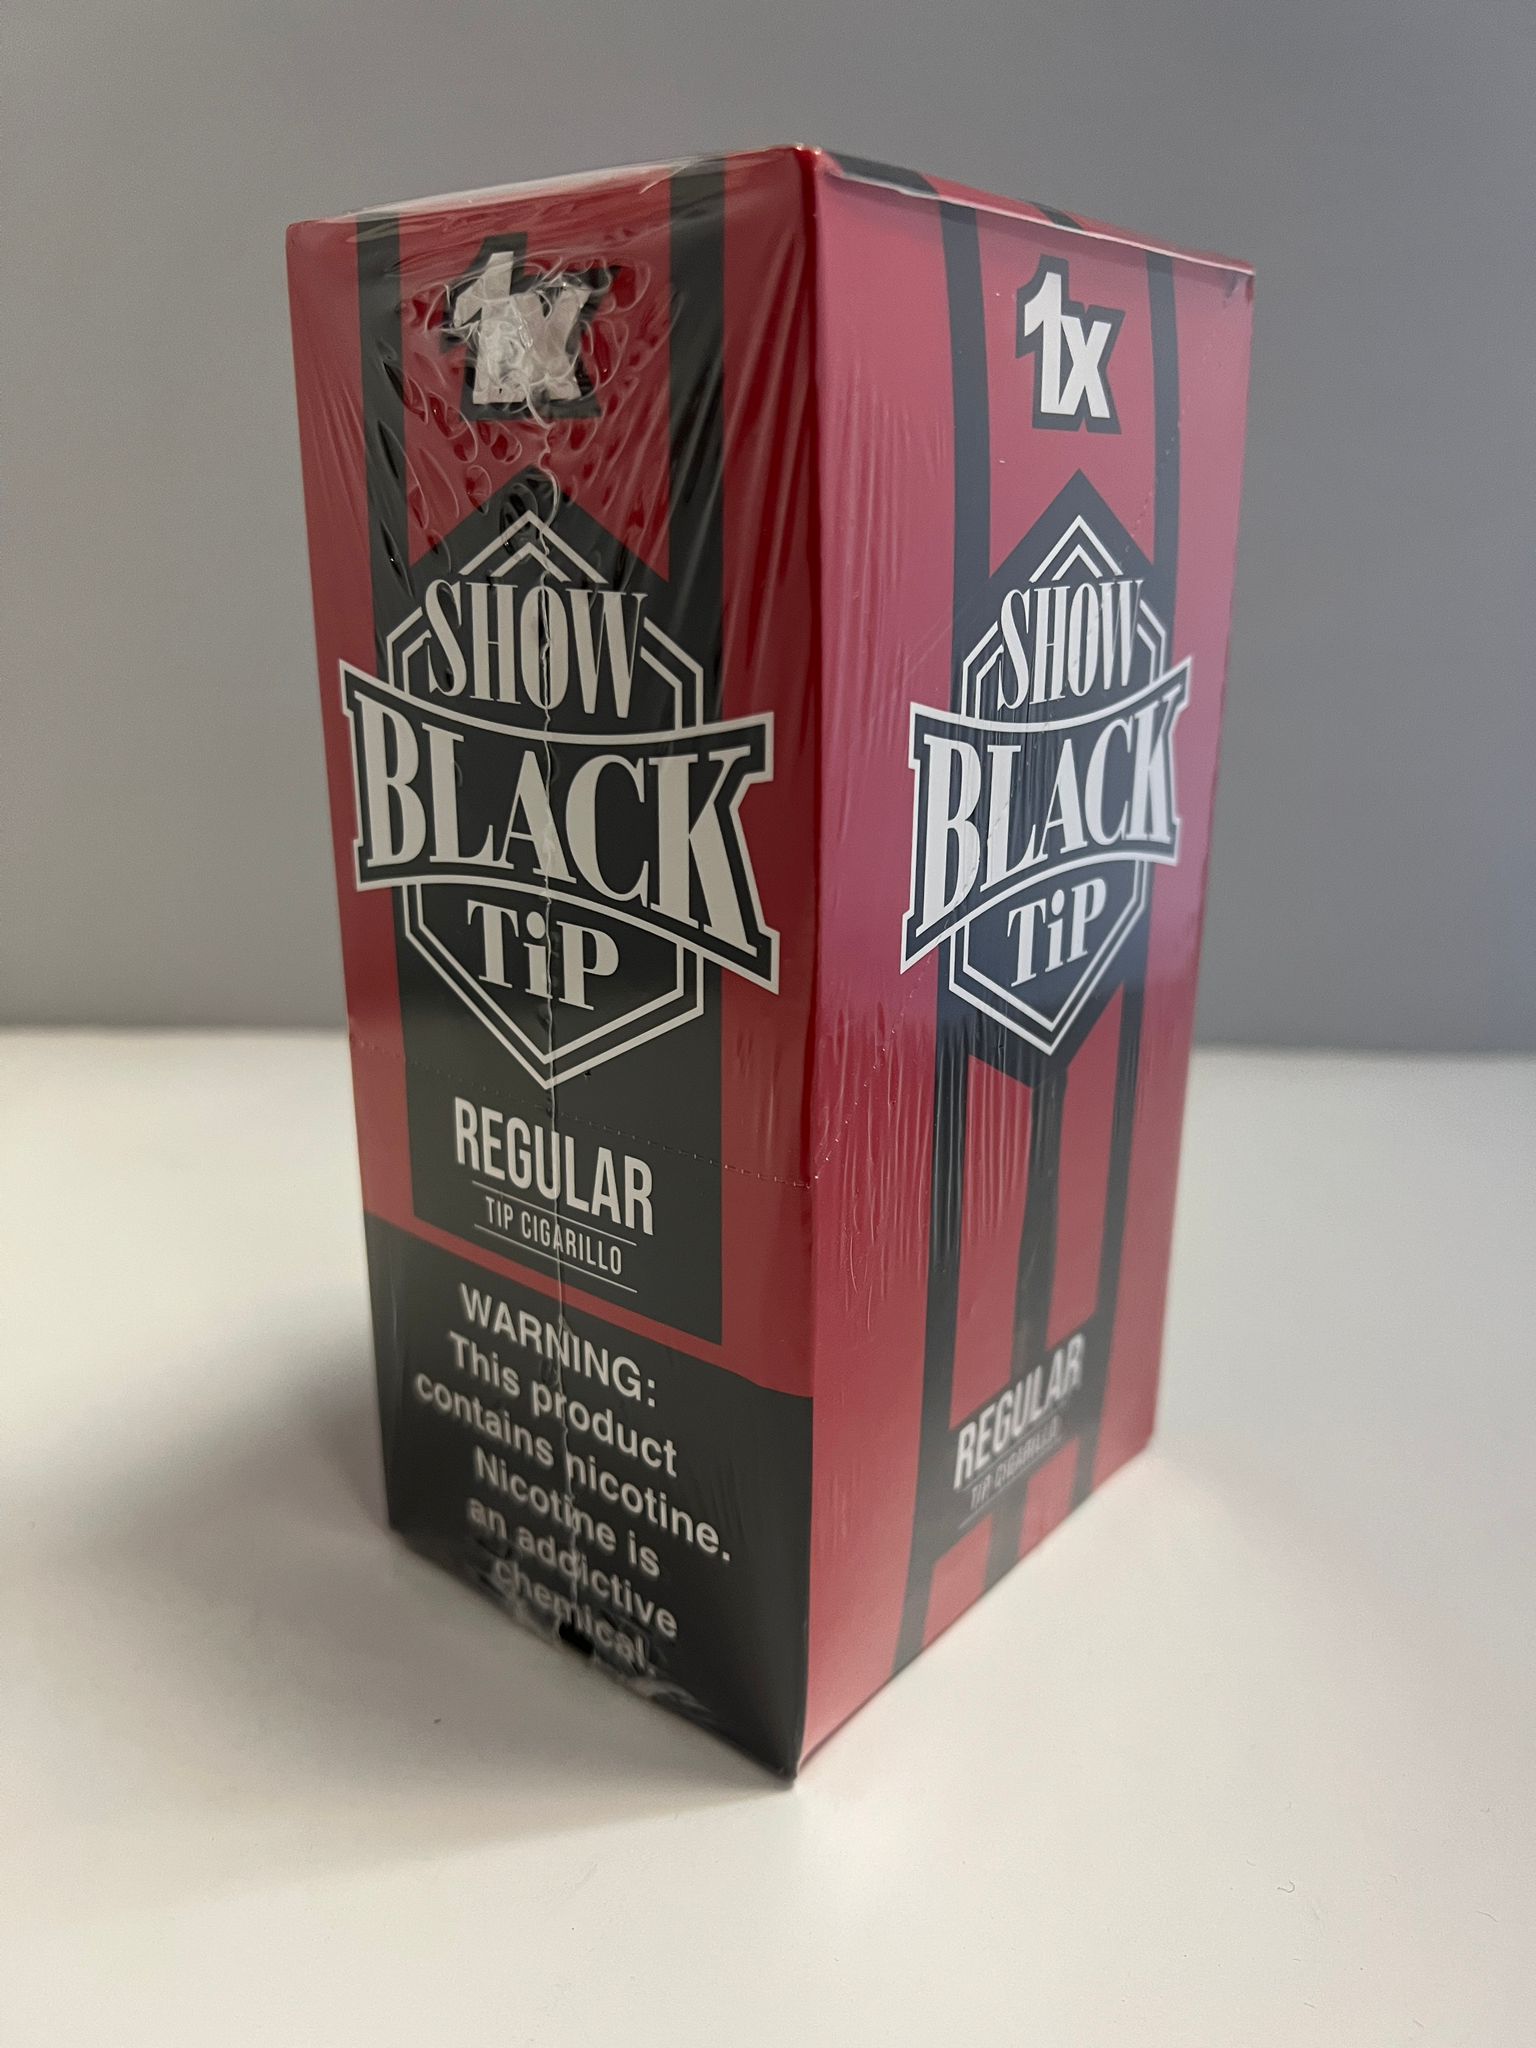 1x
SHOW
BLACK
TiP
REGULAR
TIP CIGARILLO
WARNING:
This product
contains nicotine.
Nicotine is
an addictive
chemical.
1x
SHOW
BLACK
TiP
REGULAR
TIP CIGARILLO